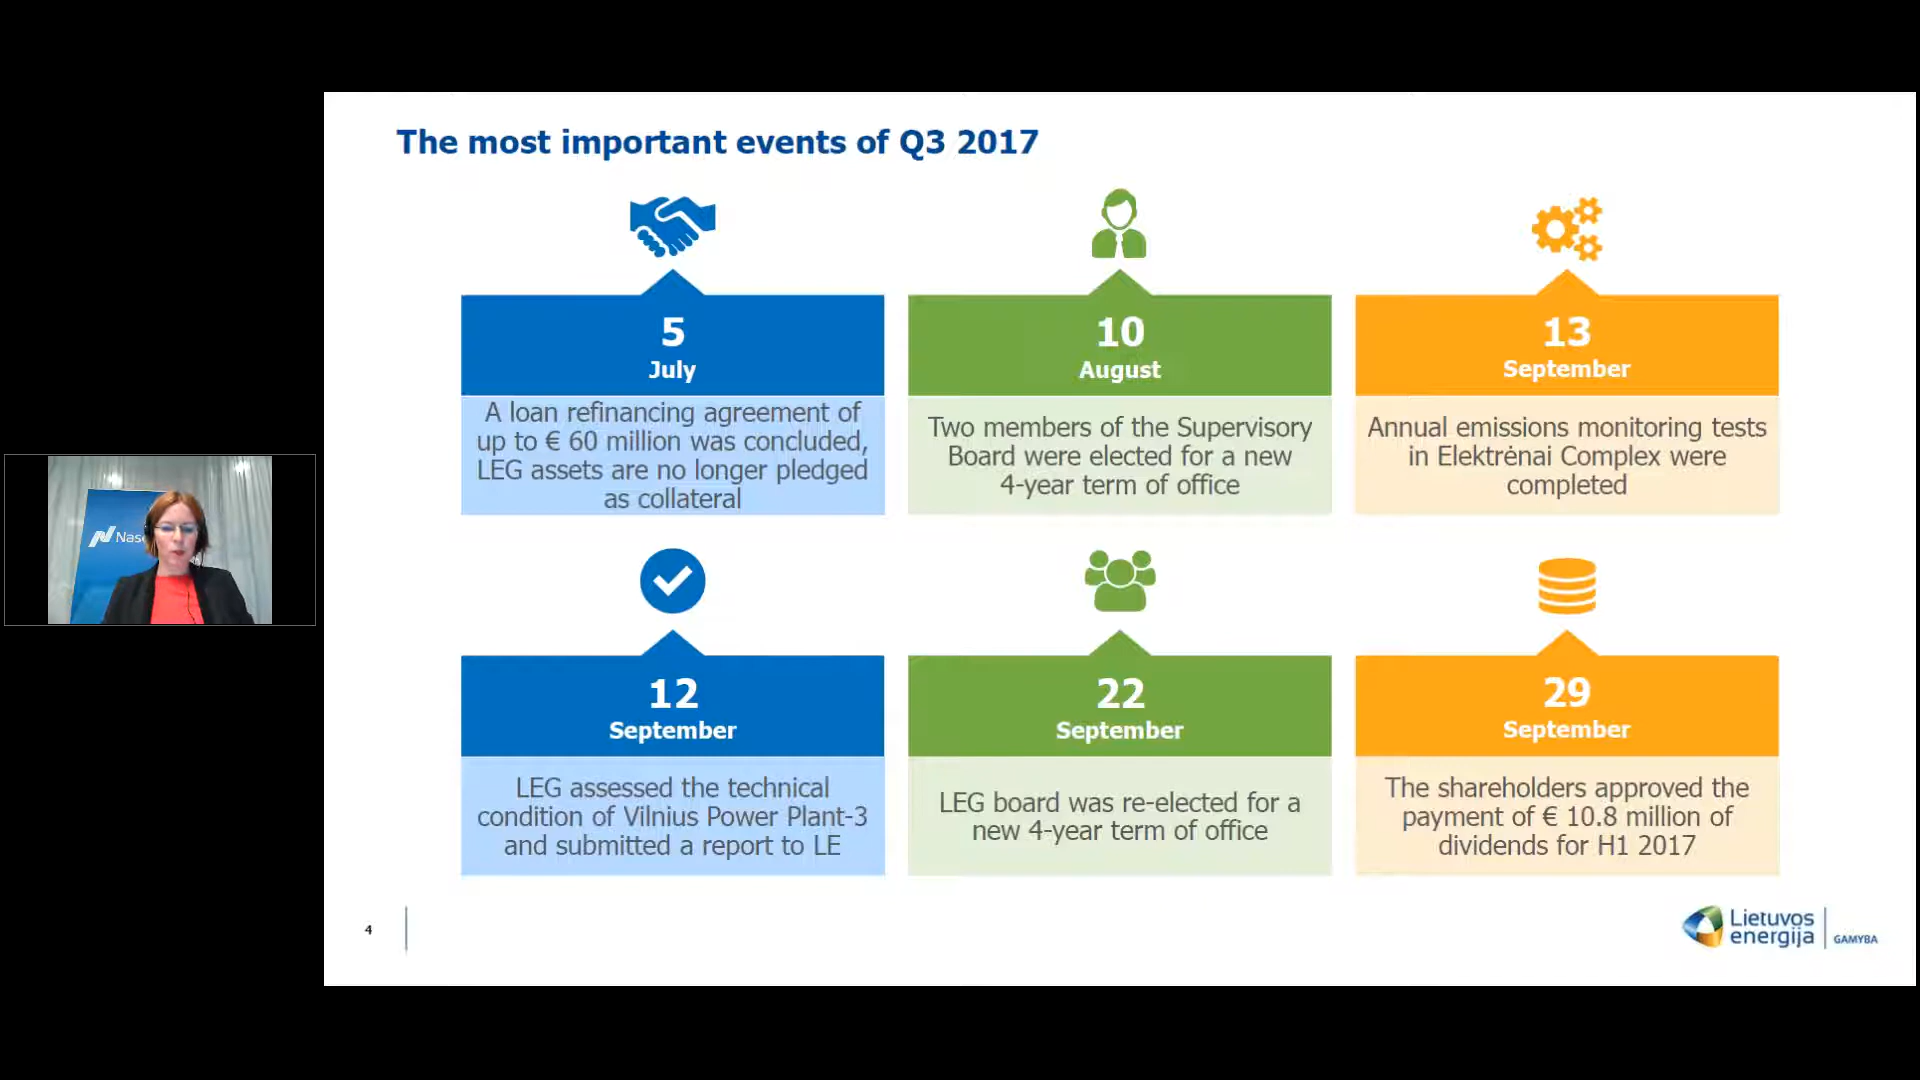 The most important events of Q3 2017
5
July
A loan refinancing agreement of
up to € 60 million was concluded,
LEG assets are no longer pledged
as collateral
10
August
Two members of the Supervisory
Board were elected for a new
4-year term of office
13
September
Annual emissions monitoring tests
in Elektrėnai Complex were
completed
12
September
LEG assessed the technical
condition of Vilnius Power Plant-3
and submitted a report to LE
22
September
LEG board was re-elected for a
new 4-year term of office
29
September
The shareholders approved the
payment of € 10.8 million of
dividends for H1 2017
4
Lietuvos
energija
GAMYBA